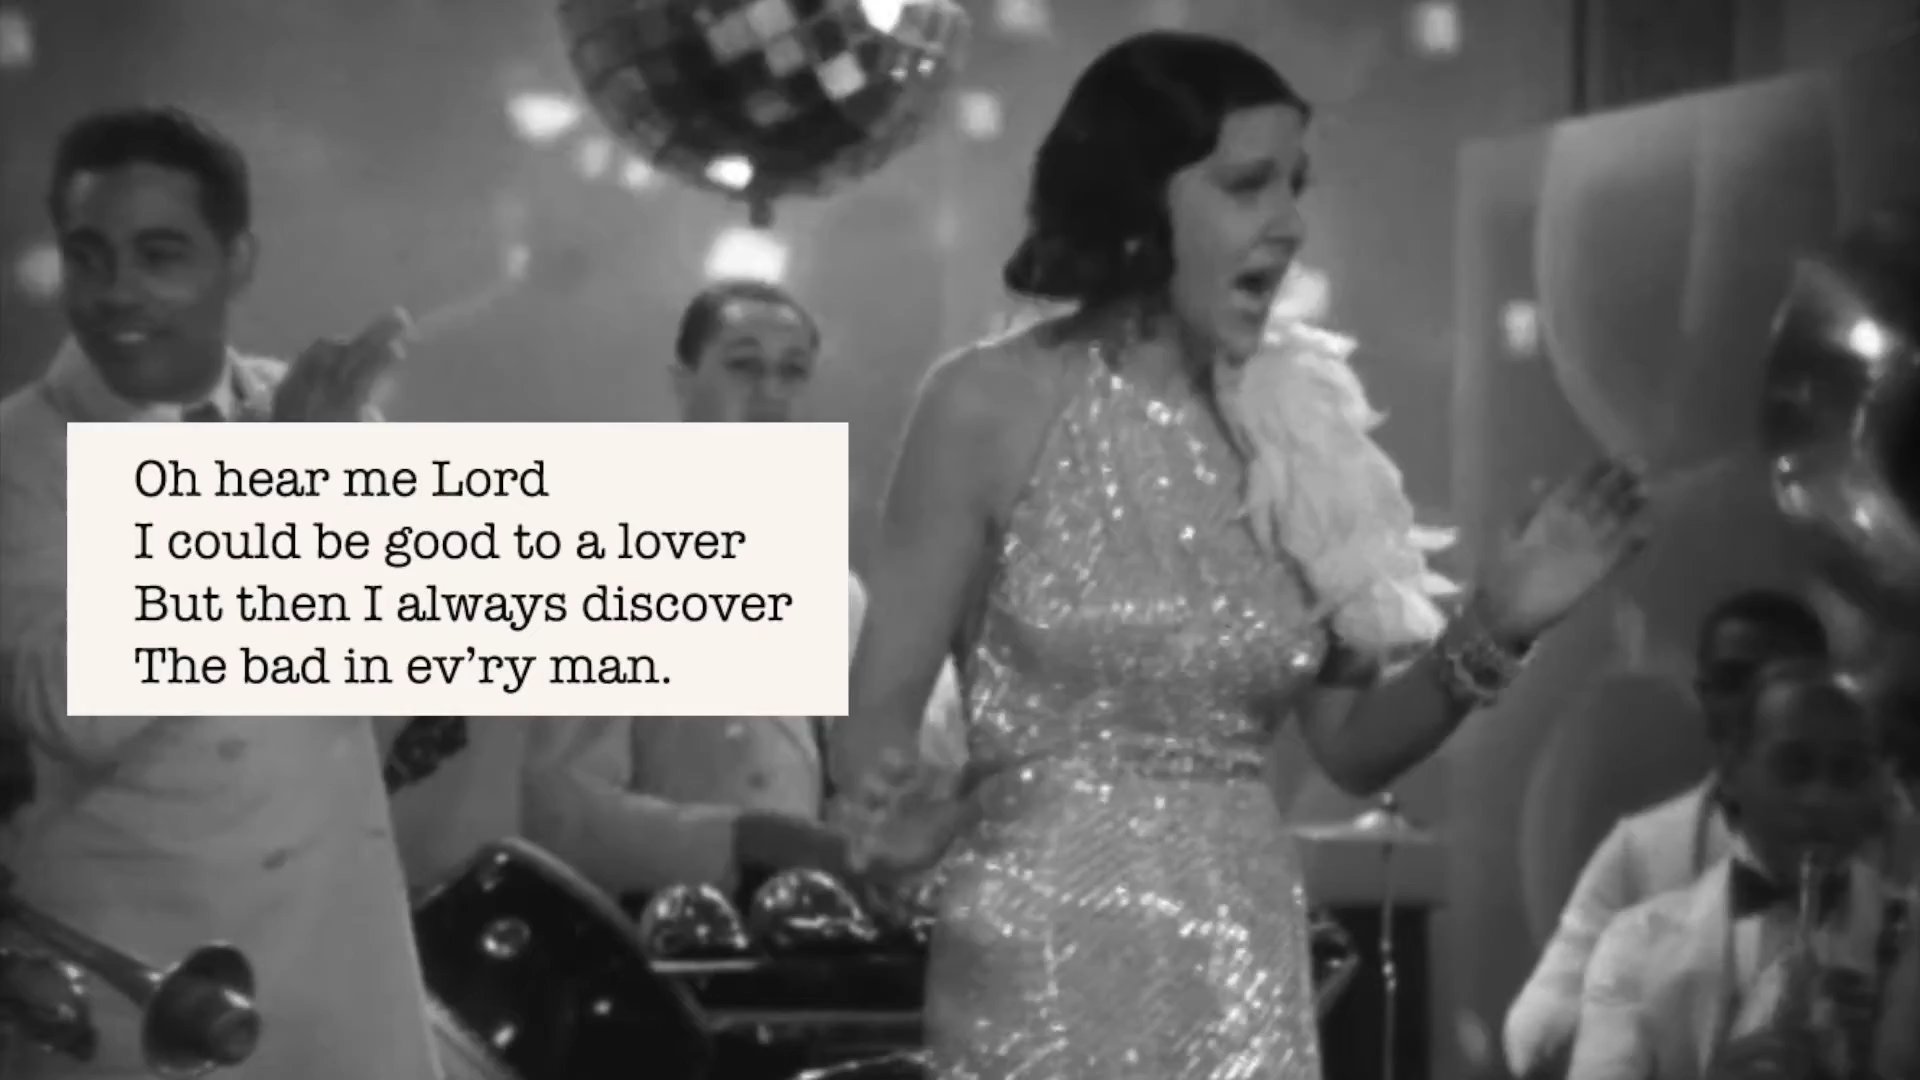 Oh hear me Lord
I could be good to a lover
But then I always discover
The bad in ev’ry man.